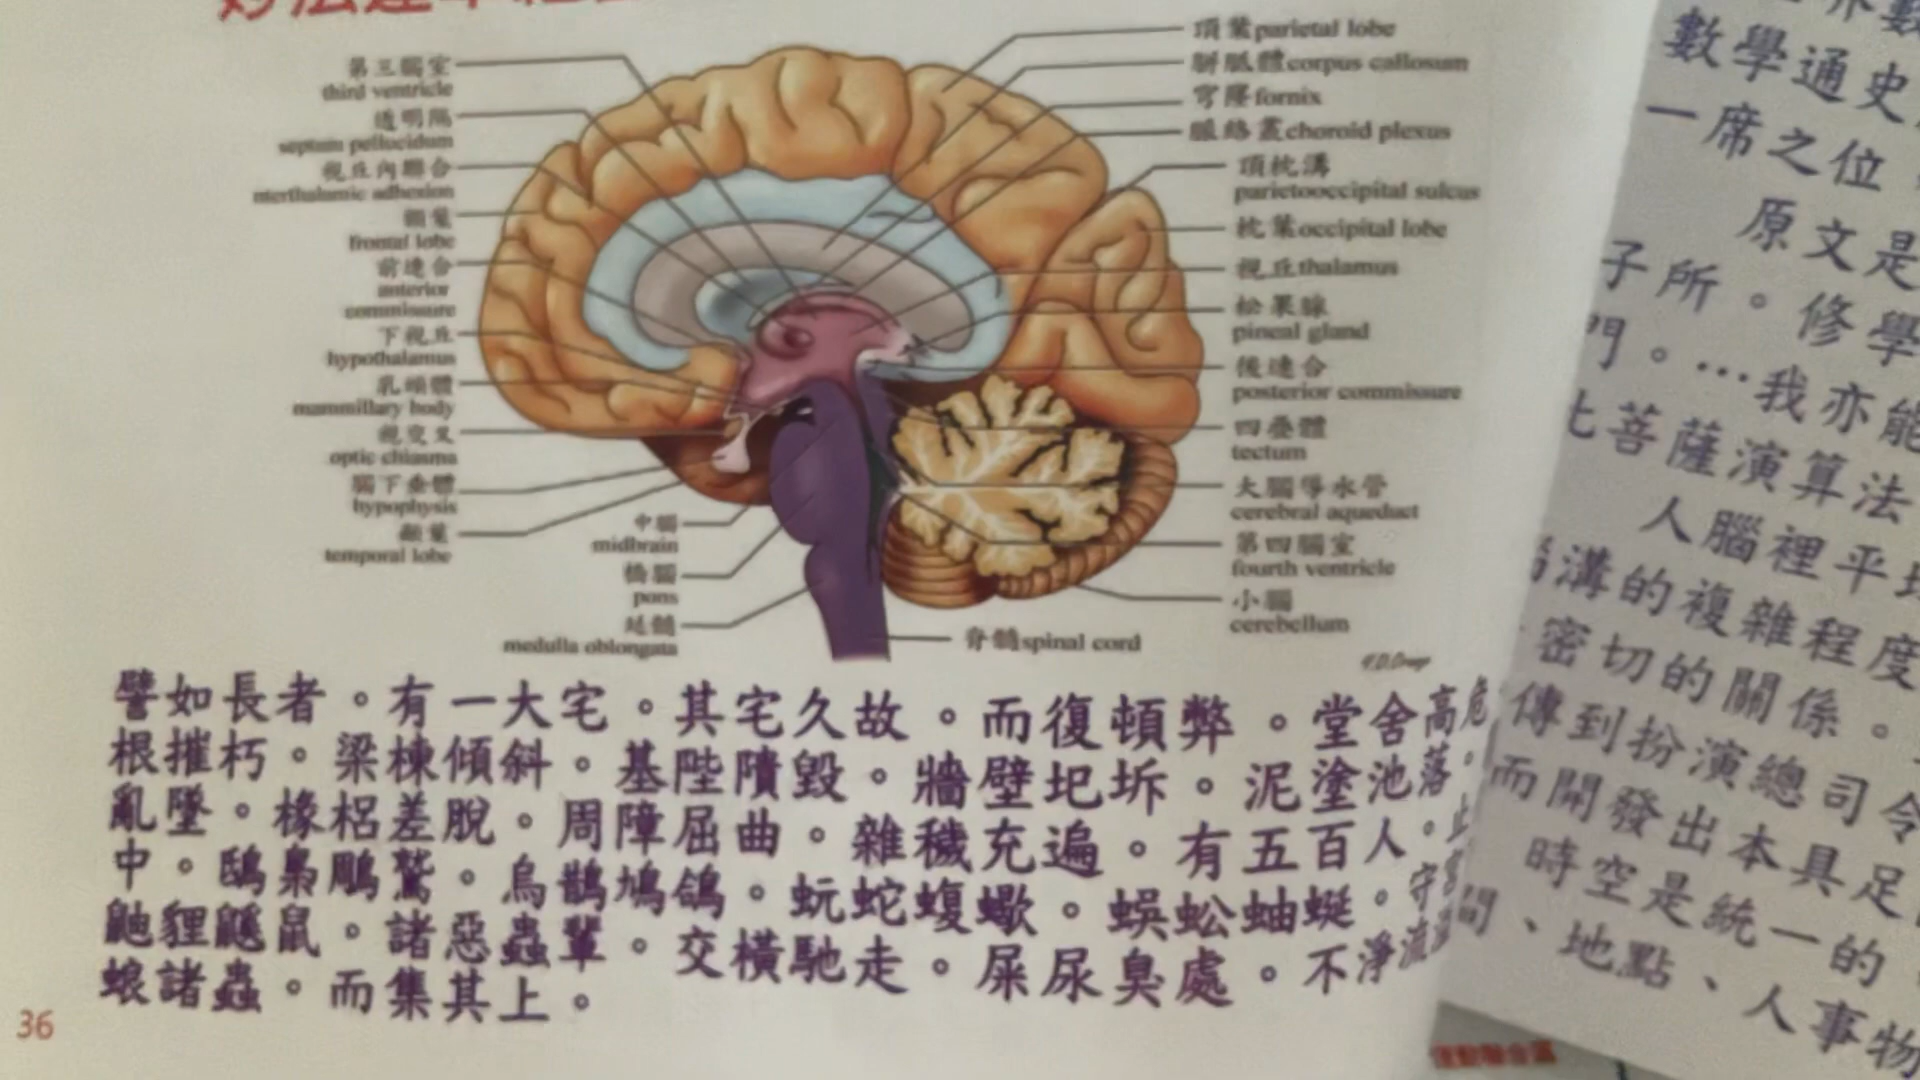 第三腦室
third ventricle
透明隔
septum pellucidum
視丘內聯合
interthalamic adhesion
額葉
frontal lobe
前連合
anterior
commissure
下視丘
hypothalamus
乳頭體
mammillary body
視交叉
optic chiasma
腦下垂體
hypophysis
顳葉
temporal lobe
中腦
midbrain
橋腦
pons
延髓
medulla oblongata
頂葉parietal lobe
胼胝體corpus callosum
穹窿fornix
脈絡叢choroid plexus
頂枕溝
parietooccipital sulcus
枕葉occipital lobe
視丘thalamus
松果腺
pineal gland
後連合
posterior commissure
四疊體
tectum
大腦導水管
cerebral aqueduct
第四腦室
fourth ventricle
小腦
cerebellum
脊髓spinal cord
譬如長者。有一大宅。其宅久故。而復頓弊。堂舍高危
根摧朽。梁棟傾斜。基陛隤毀。牆壁圮坼。泥塗池落。
亂墜。椽梠差脫。周障屈曲。雜穢充遍。有五百人。止
中。鴟梟鵰鷲。烏鵲鳩鴿。蚖蛇蝮蠍。蜈蚣蚰蜒。守宮
鼬貍鼷鼠。諸惡蟲輩。交橫馳走。屎尿臭處。不淨流溢
蜋諸蟲。而集其上。
36
數學通史
一席之位
原文是
子所。修學
門。…我亦能
比菩薩演算法
人腦裡平均
溝的複雜程度
密切的關係。
傳到扮演總司令
而開發出本具足
時空是統一的
間、地點、人事物